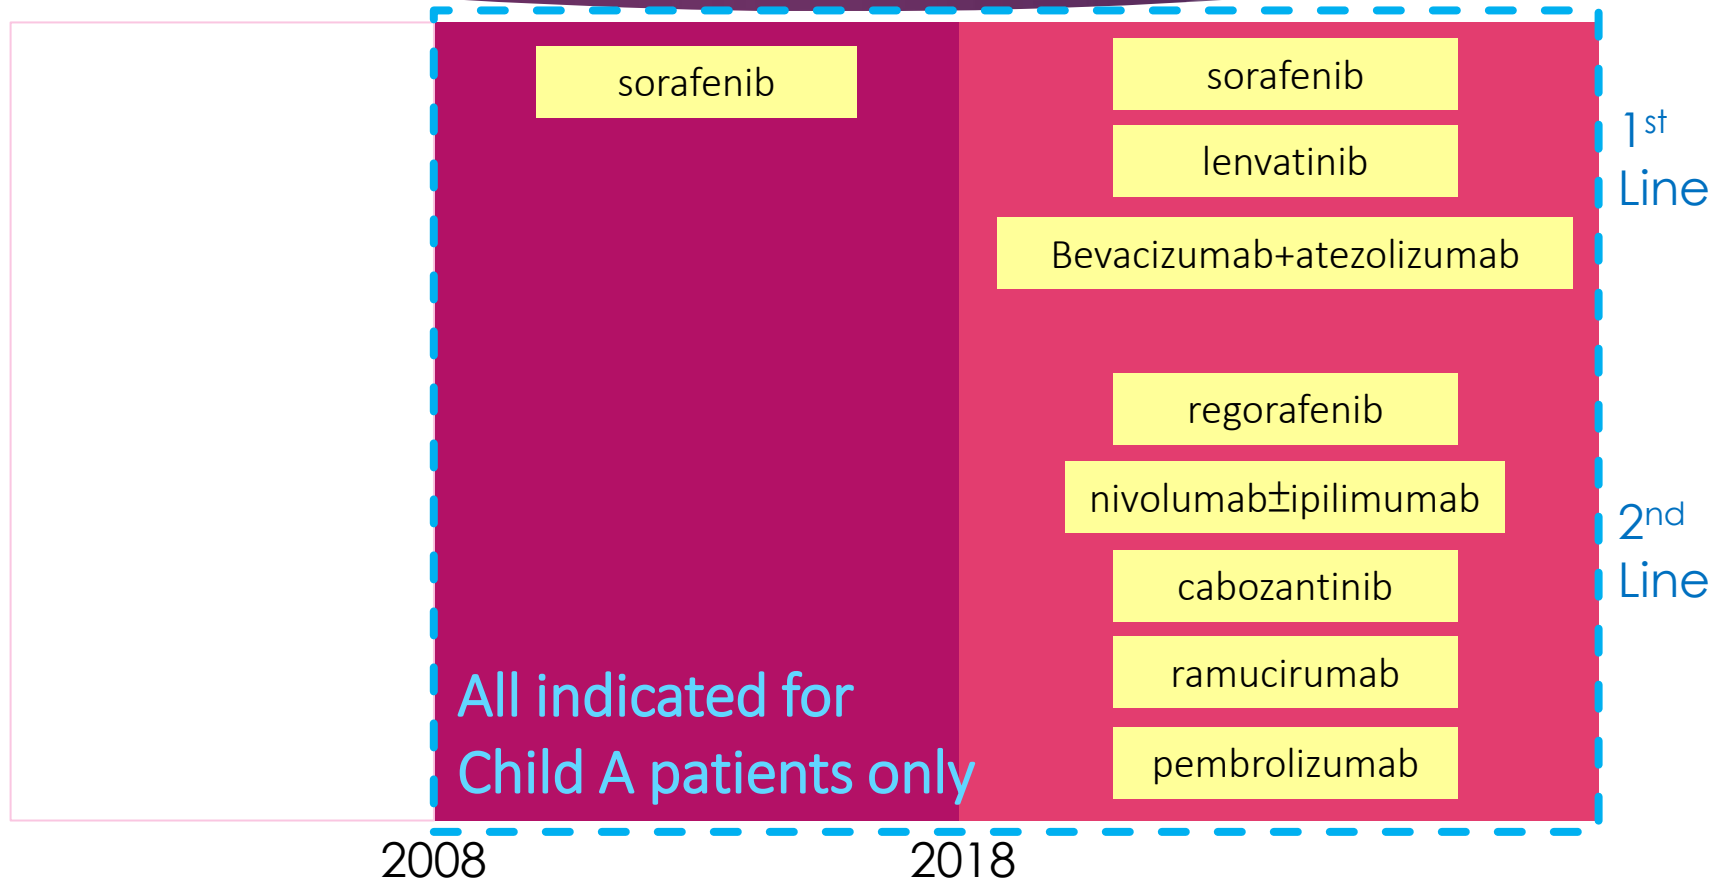 sorafenib
sorafenib
lenvatinib
Bevacizumab+atezolizumab
1st
Line
regorafenib
nivolumab±ipilimumab
cabozantinib
ramucirumab
pembrolizumab
2nd
Line
All indicated for
Child A patients only
2008
2018